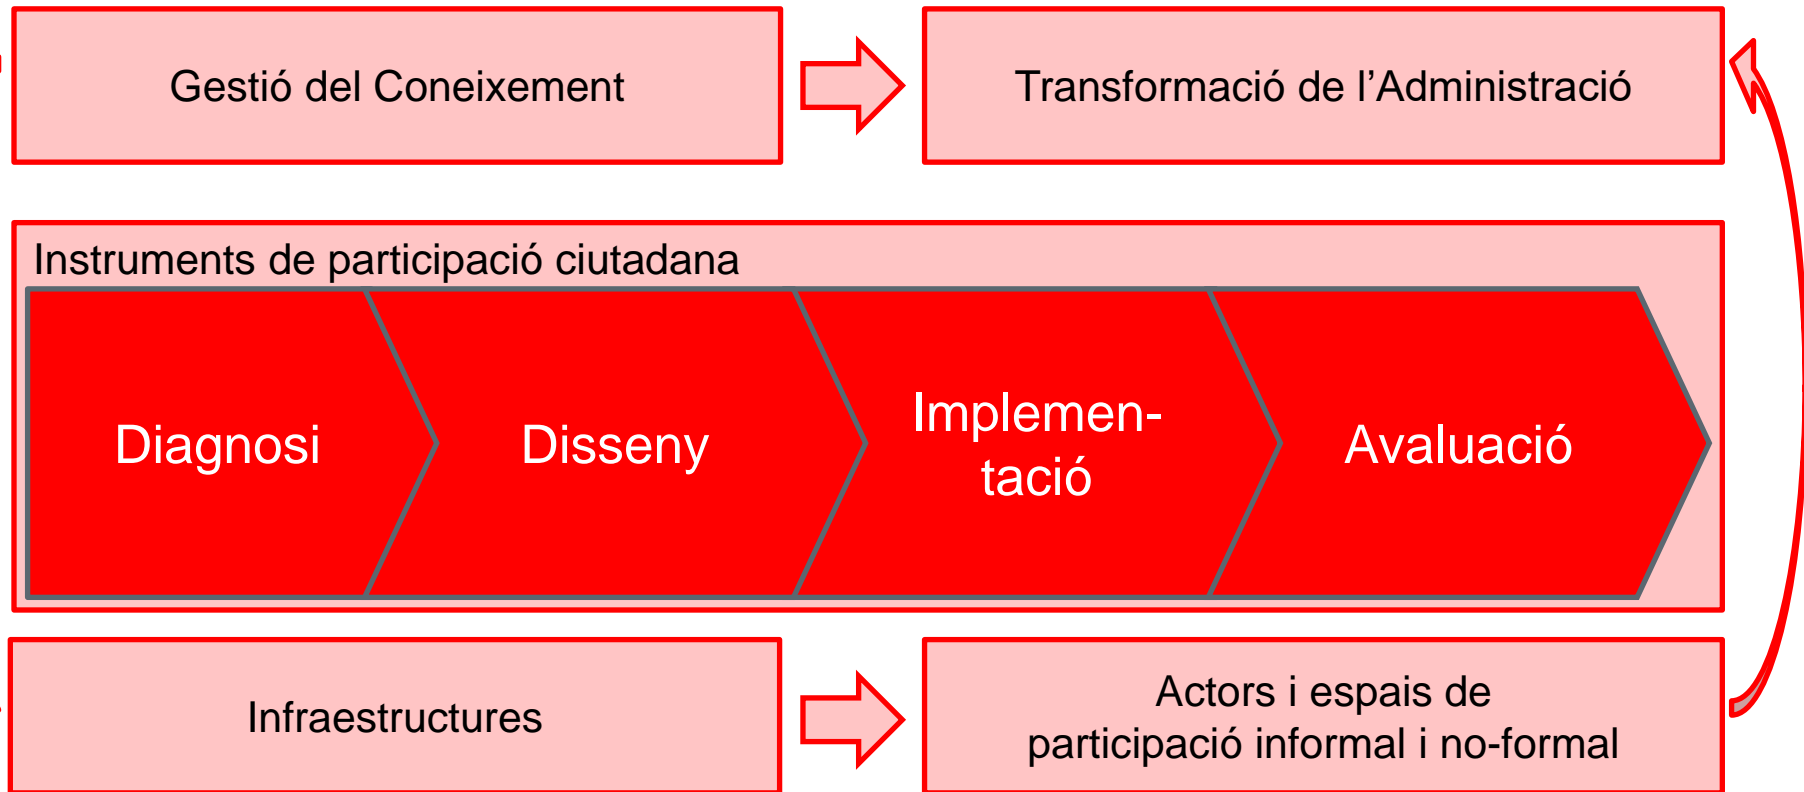 Gestió del Coneixement
Transformació de l’Administració
Instruments de participació ciutadana
Diagnosi
Disseny
Implemen-
tació
Avaluació
Infraestructures
Actors i espais de
participació informal i no-formal